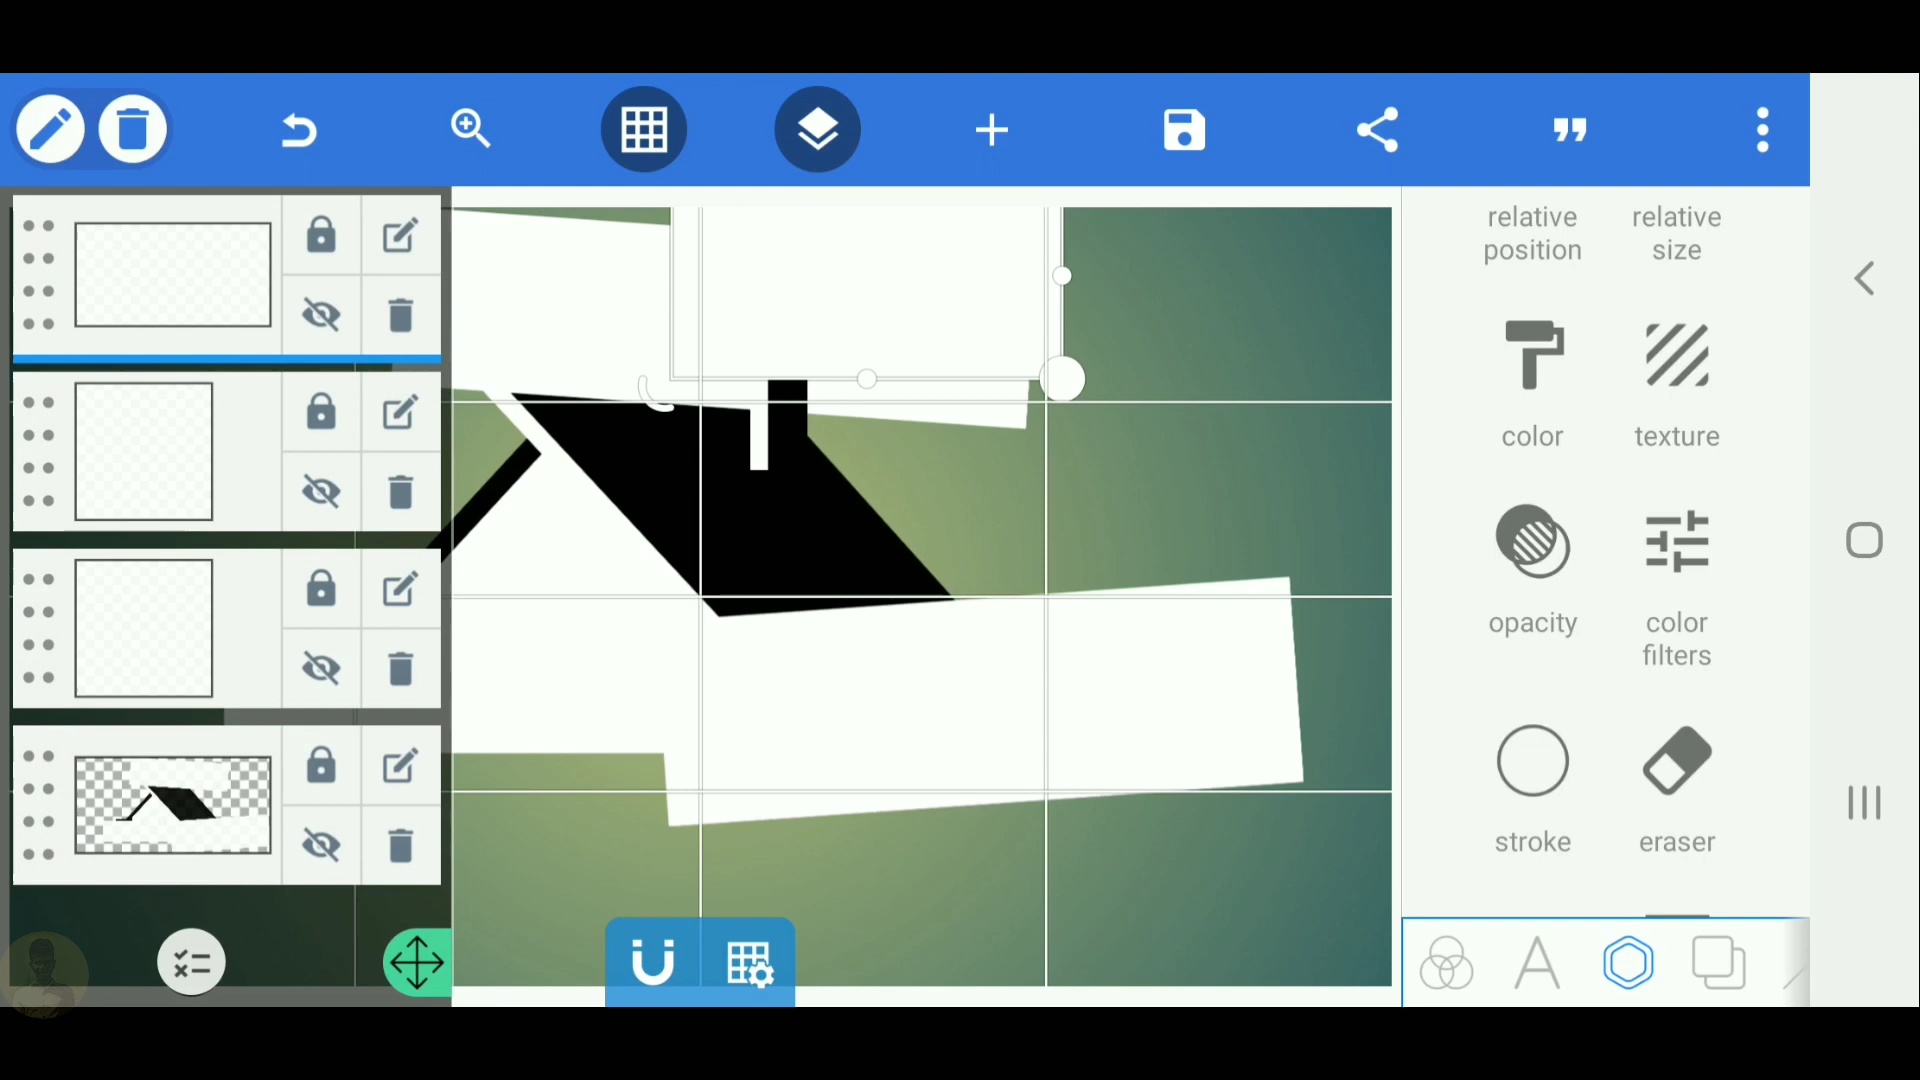 relative
position
relative
size
color
texture
opacity
color
filters
stroke
eraser